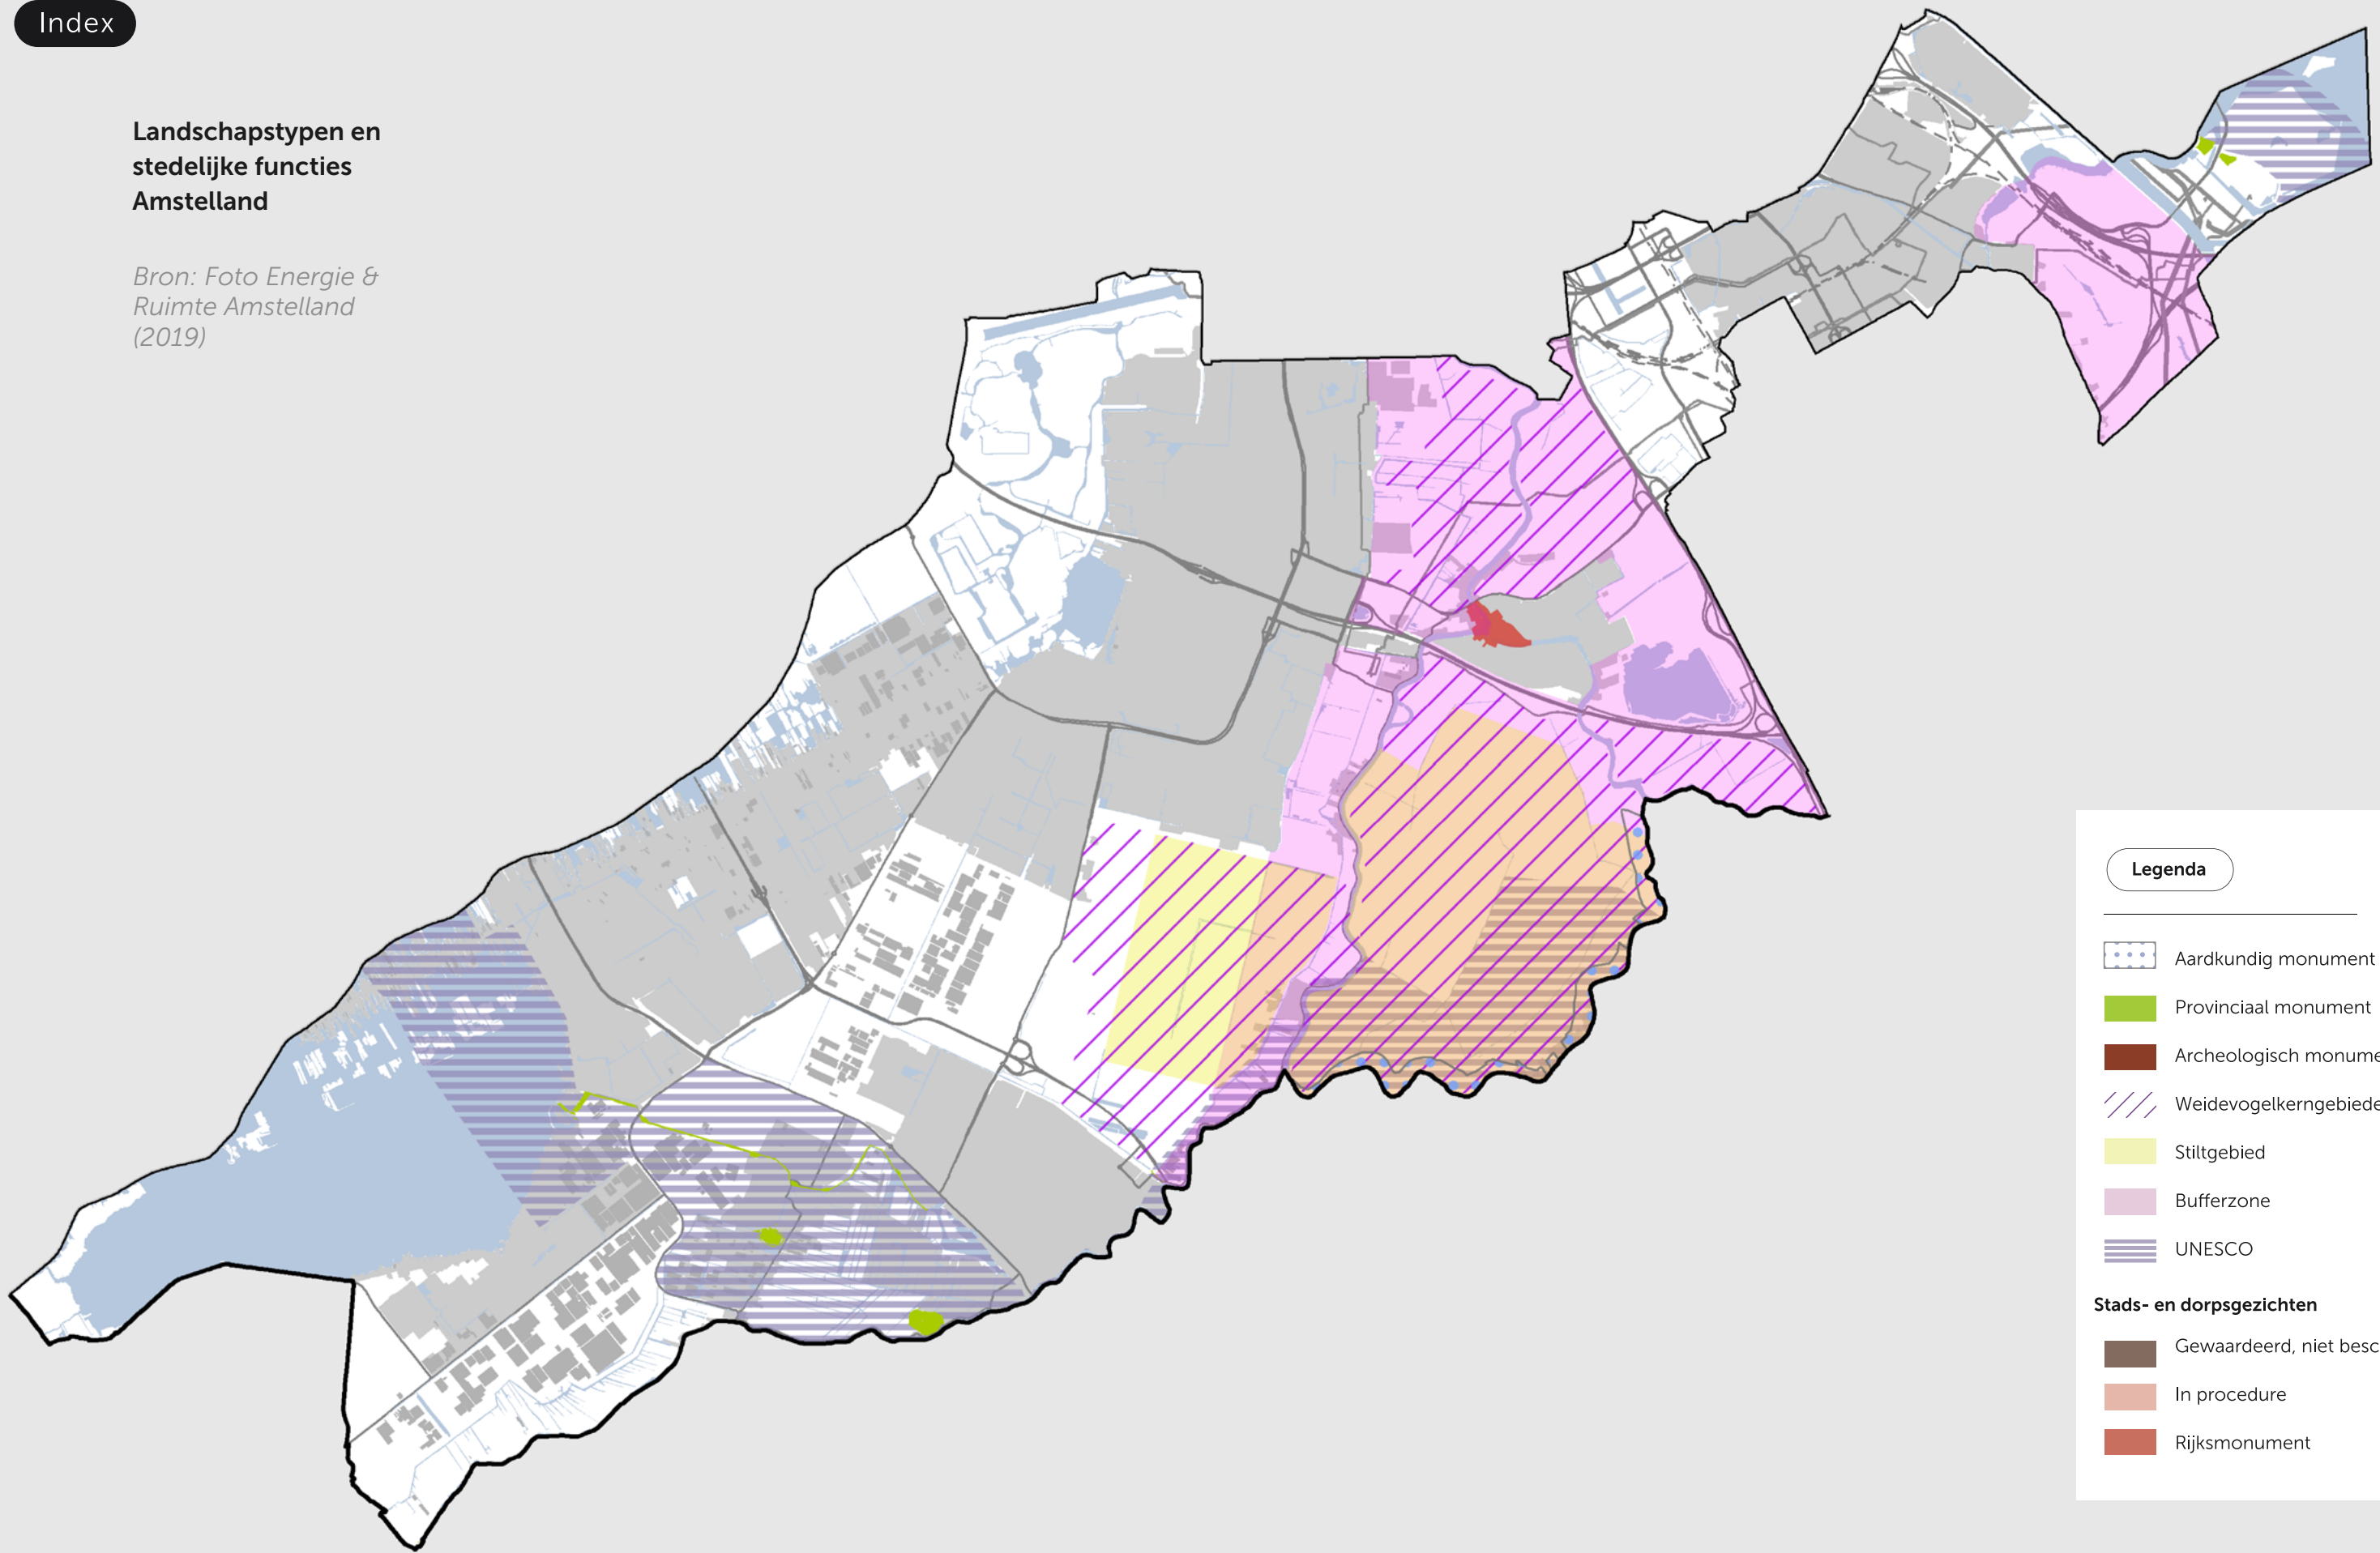 Index
Landschapstypen en
stedelijke functies
Amstelland
Bron: Foto Energie &
Ruimte Amstelland
(2019)
Legenda
Aardkundig monument
Provinciaal monument
Archeologisch monume
Weidevogelkerngebiede
Stiltgebied
Bufferzone
UNESCO
Stads- en dorpsgezichten
Gewaardeerd, niet besc
In procedure
Rijksmonument